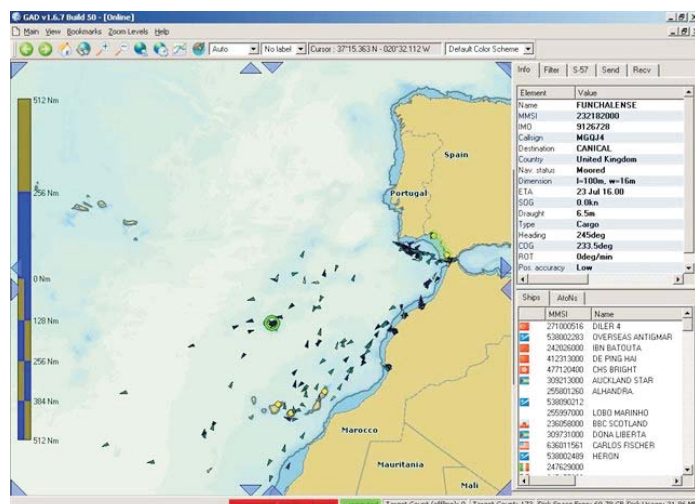 GAD v1.6.7 Build 50 - [Online]
Main View Bookmarks Zoom Levels Help
Auto No label Cursor : 37°15.363 N - 020°32.112 W Default Color Scheme
512 Nm
256 Nm
0 Nm
128 Nm
256 Nm
384 Nm
512 Nm
Spain
Portugal
Marocco
Mauritania
Mali
Info Filter S-57 Send Recv
Element Value
Name FUNCHALENSE
MMSI 232182000
IMO 9126728
Callsign MGQJ4
Destination CANICAL
Country United Kingdom
Nav. status Moored
Dimension l=100m, w=16m
ETA 23 Jul 16.00
SOG 0.0kn
Draught 6.5m
Type Cargo
Heading 245deg
COG 233.5deg
ROT 0deg/min
Pos. accuracy Low
Ships AtoNs
MMSI Name
271000516 DILER 4
538002283 OVERSEAS ANTIGMAR
242026000 IBN BATOUTA
412313000 DE PING HAI
477120400 CHS BRIGHT
309213000 AUCKLAND STAR
255801260 ALHANDRA
538090212
255997000 LOBO MARINHO
236058000 BBC SCOTLAND
309731000 DONA LIBERTA
636011561 CARLOS FISCHER
538002489 HERON
247629000